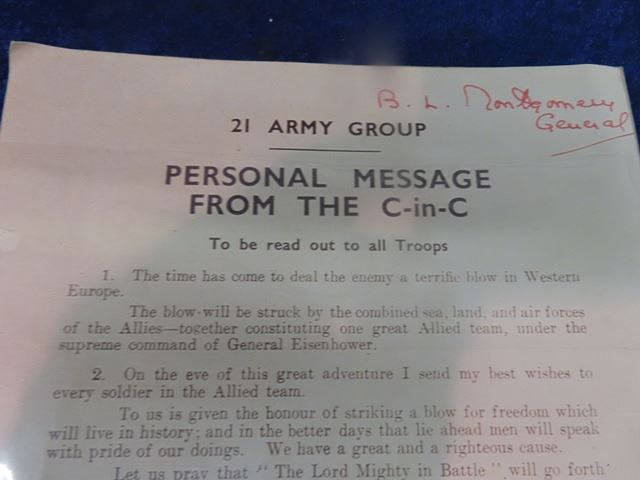 B. L. Montgomery
General
21 ARMY GROUP
PERSONAL MESSAGE
FROM THE C-in-C
To be read out to all Troops
1. The time has come to deal the enemy a terrific blow in Western
Europe.
The blow will be struck by the combined sea, land, and air forces
of the Allies—together constituting one great Allied team, under the
supreme command of General Eisenhower.
2. On the eve of this great adventure I send my best wishes to
every soldier in the Allied team.
To us is given the honour of striking a blow for freedom which
will live in history; and in the better days that lie ahead men will speak
with pride of our doings. We have a great and a righteous cause.
Let us pray that " The Lord Mighty in Battle " will go forth